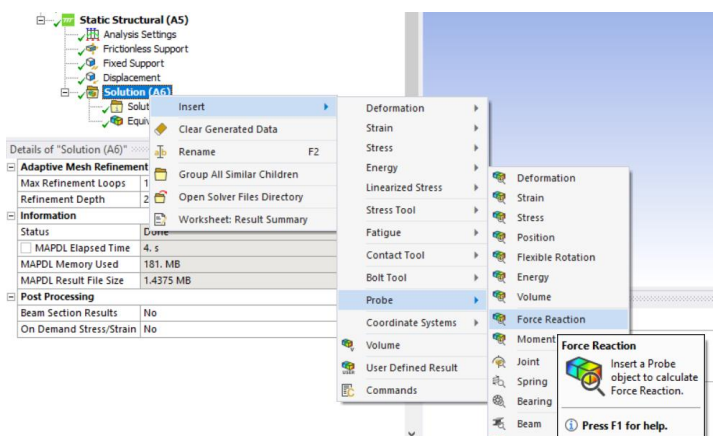 Static Structural (A5)
Analysis Settings
Frictionless Support
Fixed Support
Displacement
Solution (A6)
Solut
Equiv
Details of "Solution (A6)"
Adaptive Mesh Refinement
Max Refinement Loops 1
Refinement Depth 2
Information
Status Done
MAPDL Elapsed Time 4. s
MAPDL Memory Used 181. MB
MAPDL Result File Size 1.4375 MB
Post Processing
Beam Section Results No
On Demand Stress/Strain No
Insert
Clear Generated Data
Rename F2
Group All Similar Children
Open Solver Files Directory
Worksheet: Result Summary
Deformation
Strain
Stress
Energy
Linearized Stress
Stress Tool
Fatigue
Contact Tool
Bolt Tool
Probe
Coordinate Systems
Volume
User Defined Result
Commands
Deformation
Strain
Stress
Position
Flexible Rotation
Energy
Volume
Force Reaction
Moment
Joint
Spring
Bearing
Beam
Force Reaction
Insert a Probe
object to calculate
Force Reaction.
Press F1 for help.